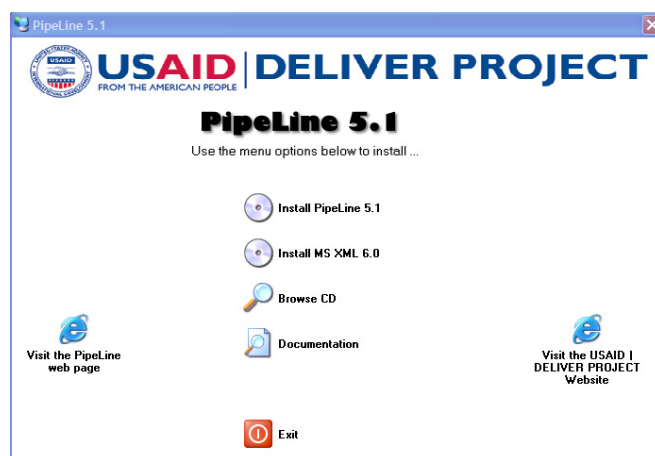 PipeLine 5.1
USAID
USAID | DELIVER PROJECT
FROM THE AMERICAN PEOPLE
PipeLine 5.1
Use the menu options below to install ...
Install PipeLine 5.1
Install MS XML 6.0
Browse CD
Documentation
Visit the PipeLine
web page
Visit the USAID |
DELIVER PROJECT
Website
Exit